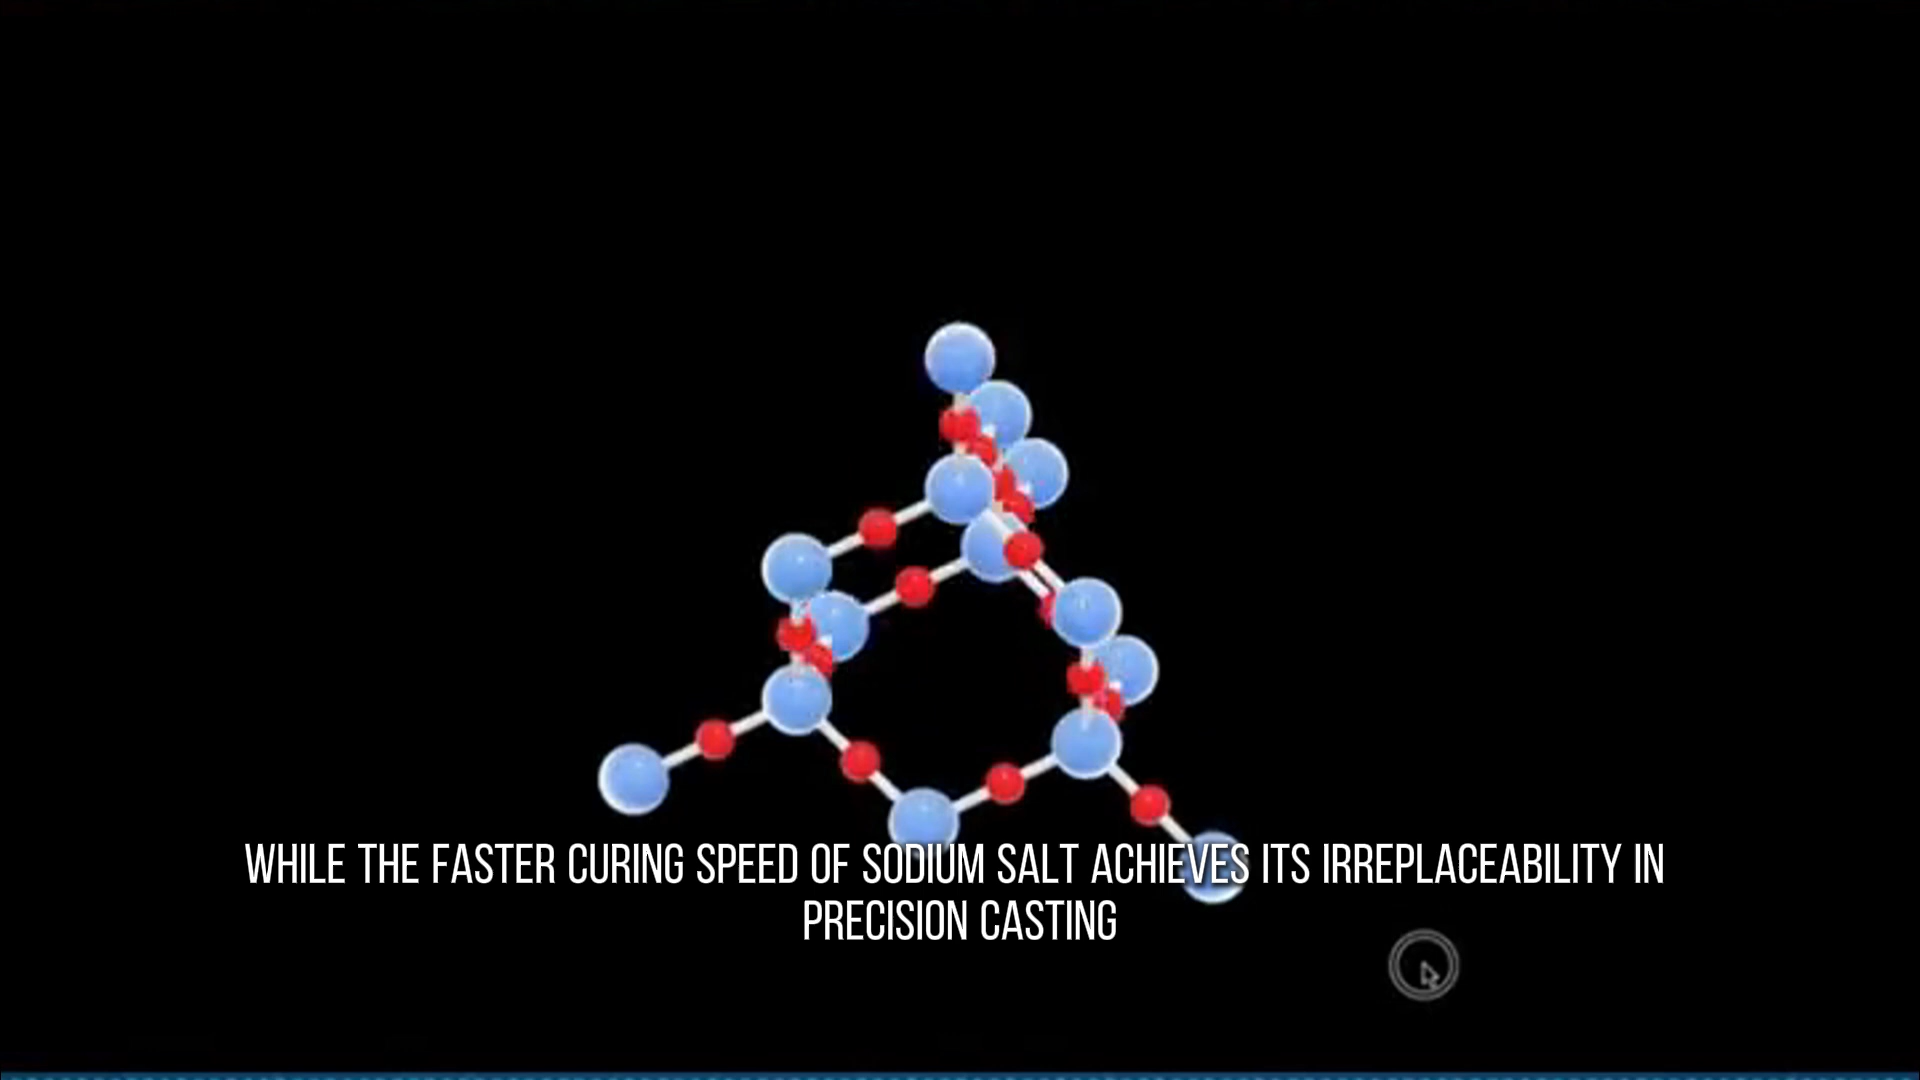 WHILE THE FASTER CURING SPEED OF SODIUM SALT ACHIEVES ITS IRREPLACEABILITY IN
PRECISION CASTING